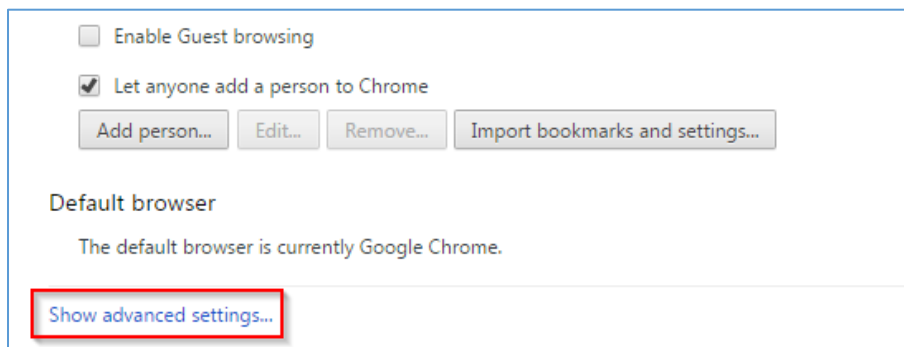 Enable Guest browsing
Let anyone add a person to Chrome
Add person... Edit... Remove... Import bookmarks and settings...
Default browser
The default browser is currently Google Chrome.
Show advanced settings...